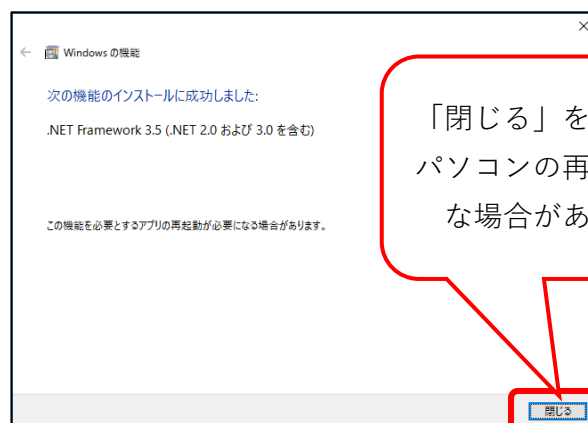 Windows の機能
次の機能のインストールに成功しました:
.NET Framework 3.5 (.NET 2.0 および 3.0 を含む)
この機能を必要とするアプリの再起動が必要になる場合があります。
「閉じる」を
パソコンの再
な場合があ
閉じる